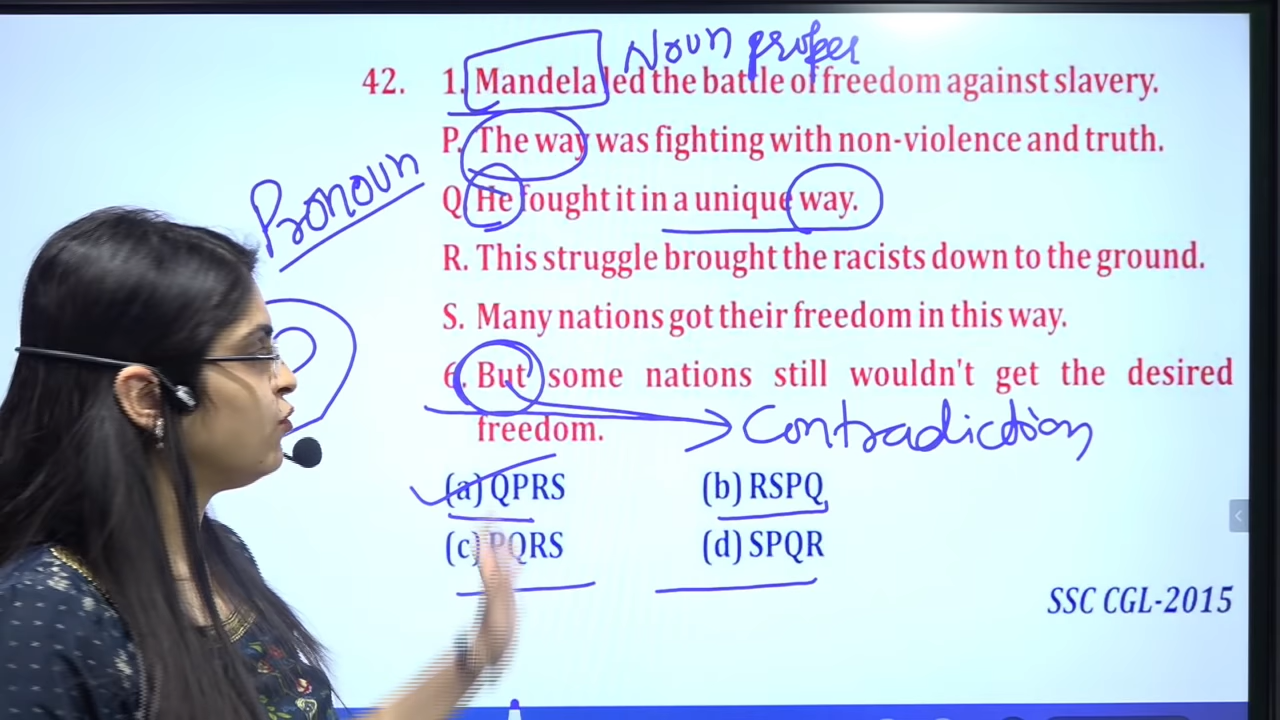 Noun proper
42. 1. Mandela led the battle of freedom against slavery.
P. The way was fighting with non-violence and truth.
Pronoun
Q. He fought it in a unique way.
R. This struggle brought the racists down to the ground.
S. Many nations got their freedom in this way.
6. But some nations still wouldn't get the desired
freedom.
Contradiction
(a) QPRS (b) RSPQ
(c) PQRS (d) SPQR
SSC CGL-2015